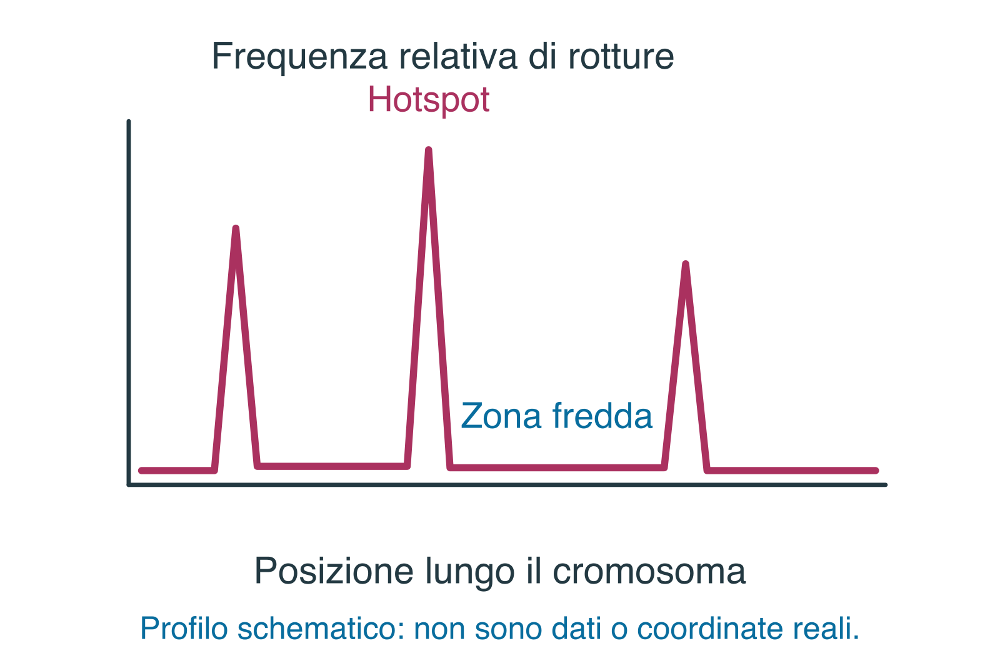 Frequenza relativa di rotture
Hotspot
Zona fredda
Posizione lungo il cromosoma
Profilo schematico: non sono dati o coordinate reali.